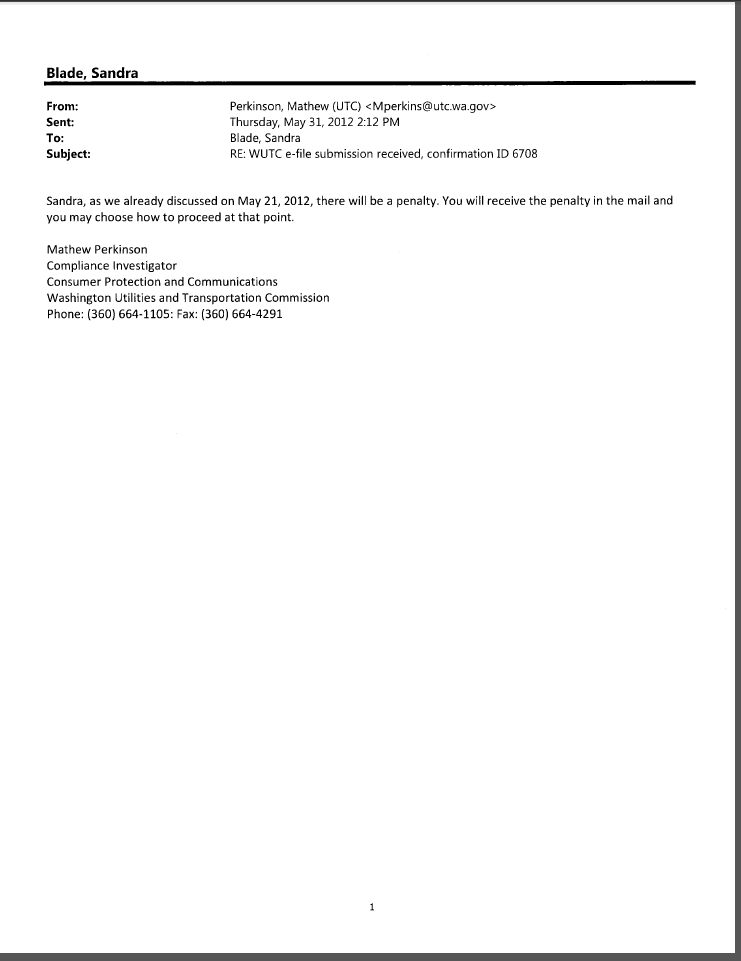 Blade, Sandra
From: Perkinson, Mathew (UTC) <Mperkins@utc.wa.gov>
Sent: Thursday, May 31, 2012 2:12 PM
To: Blade, Sandra
Subject: RE: WUTC e-file submission received, confirmation ID 6708
Sandra, as we already discussed on May 21, 2012, there will be a penalty. You will receive the penalty in the mail and
you may choose how to proceed at that point.
Mathew Perkinson
Compliance Investigator
Consumer Protection and Communications
Washington Utilities and Transportation Commission
Phone: (360) 664-1105: Fax: (360) 664-4291
1